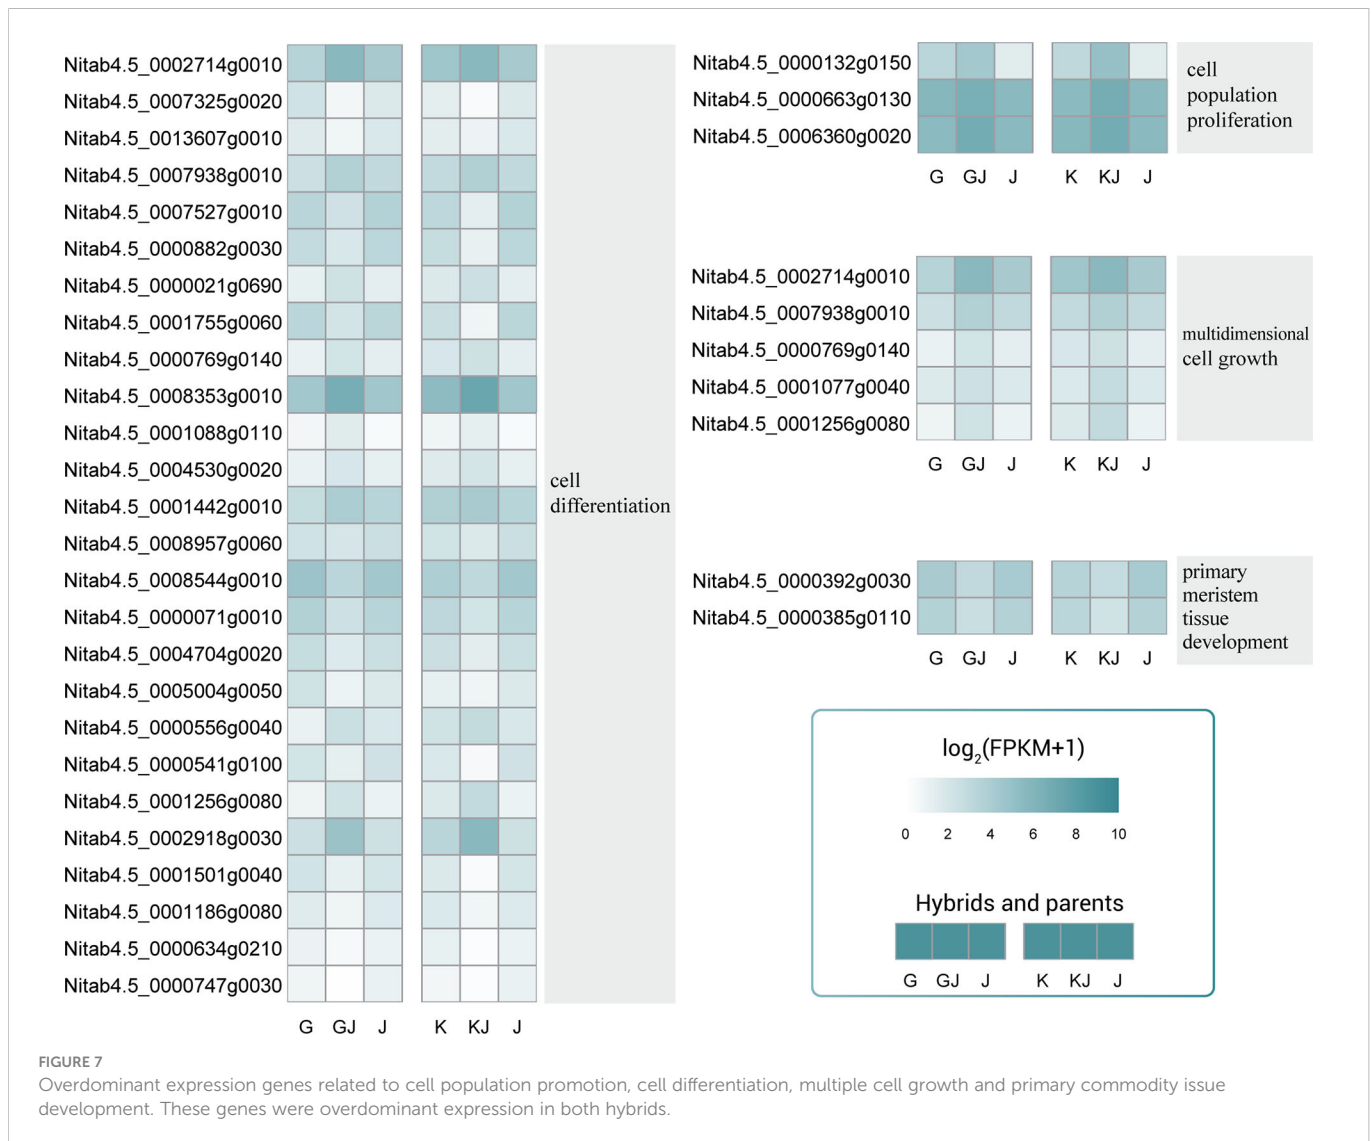 Nitab4.5_0002714g0010
Nitab4.5_0007325g0020
Nitab4.5_0013607g0010
Nitab4.5_0007938g0010
Nitab4.5_0007527g0010
Nitab4.5_0000882g0030
Nitab4.5_0000021g0690
Nitab4.5_0001755g0060
Nitab4.5_0000769g0140
Nitab4.5_0008353g0010
Nitab4.5_0001088g0110
Nitab4.5_0004530g0020
Nitab4.5_0001442g0010
Nitab4.5_0008957g0060
Nitab4.5_0008544g0010
Nitab4.5_0000071g0010
Nitab4.5_0004704g0020
Nitab4.5_0005004g0050
Nitab4.5_0000556g0040
Nitab4.5_0000541g0100
Nitab4.5_0001256g0080
Nitab4.5_0002918g0030
Nitab4.5_0001501g0040
Nitab4.5_0001186g0080
Nitab4.5_0000634g0210
Nitab4.5_0000747g0030
G GJ J K KJ J
cell
differentiation
Nitab4.5_0000132g0150
Nitab4.5_0000663g0130
Nitab4.5_0006360g0020
G GJ J K KJ J
cell
population
proliferation
Nitab4.5_0002714g0010
Nitab4.5_0007938g0010
Nitab4.5_0000769g0140
Nitab4.5_0001077g0040
Nitab4.5_0001256g0080
G GJ J K KJ J
multidimensional
cell growth
Nitab4.5_0000392g0030
Nitab4.5_0000385g0110
G GJ J K KJ J
primary
meristem
tissue
development
log2(FPKM+1)
0 2 4 6 8 10
Hybrids and parents
G GJ J K KJ J
FIGURE 7
Overdominant expression genes related to cell population promotion, cell differentiation, multiple cell growth and primary commodity issue
development. These genes were overdominant expression in both hybrids.